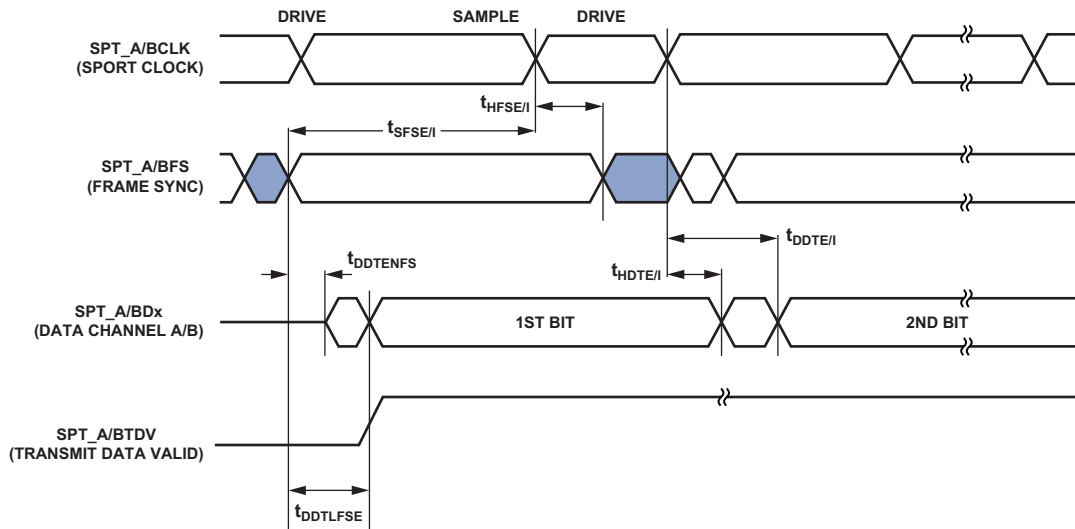 DRIVE SAMPLE DRIVE
SPT_A/BCLK
(SPORT CLOCK)
tHFSE/I
tSFSE/I
SPT_A/BFS
(FRAME SYNC)
tDDTE/I
tDDTENFS
tHDTE/I
SPT_A/BDx
(DATA CHANNEL A/B)
1ST BIT 2ND BIT
SPT_A/BTDV
(TRANSMIT DATA VALID)
tDDTLFSE